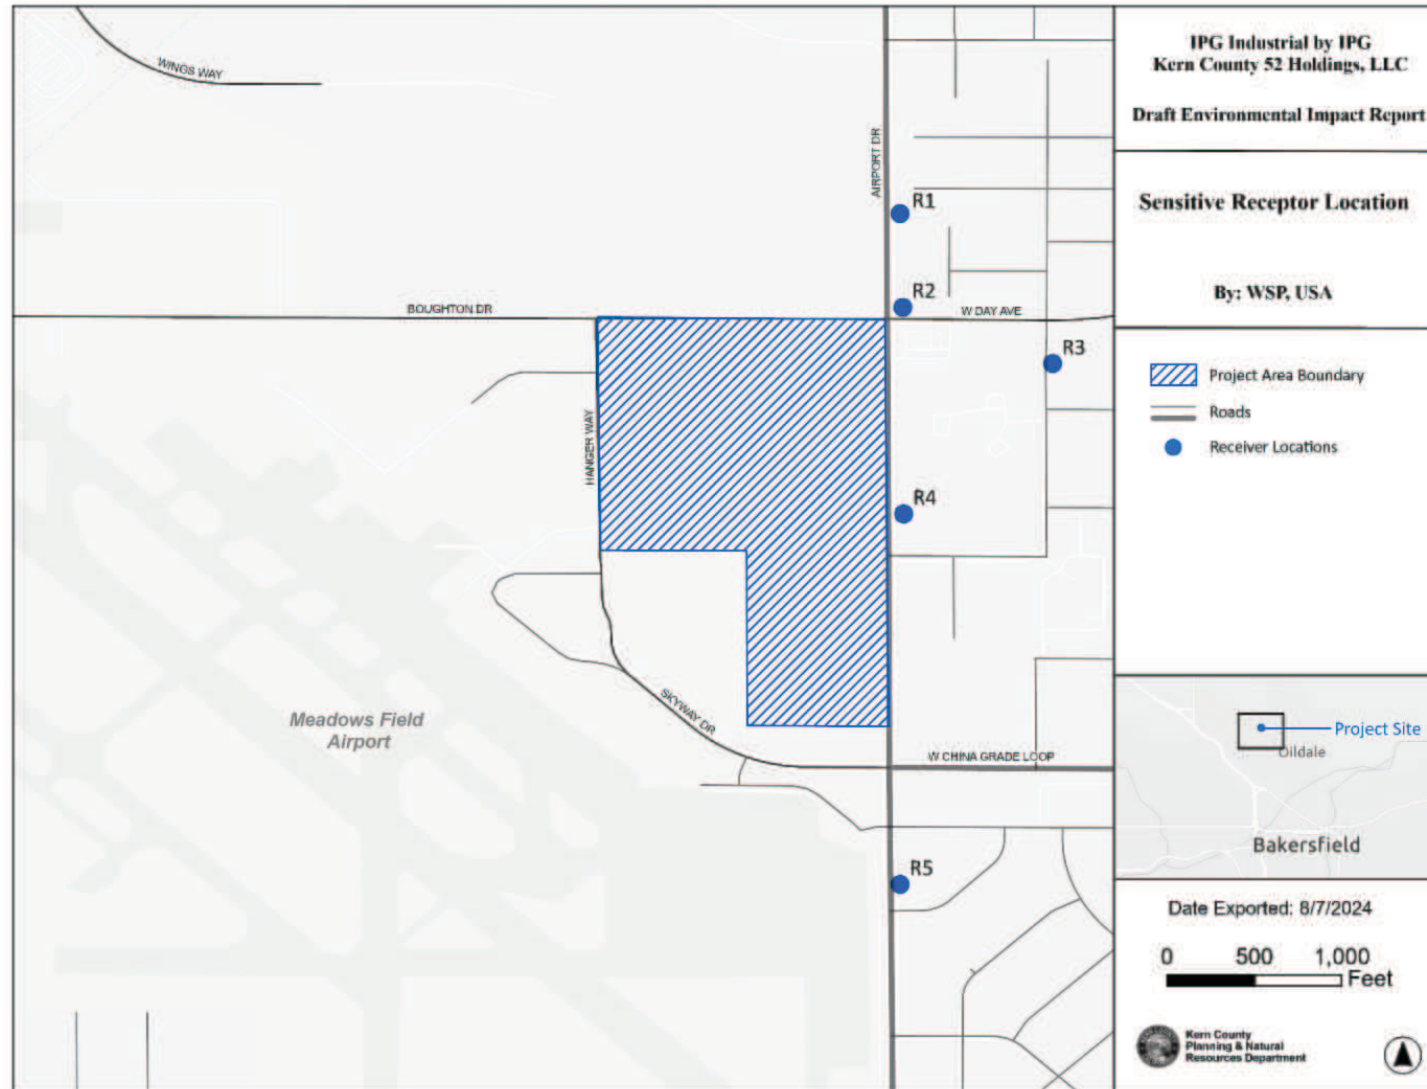 WINGS WAY
AIRPORT DR
R1
R2
BOUGHTON DR
W DAY AVE
R3
HANGER WAY
R4
SKYWAY DR
Meadows Field
Airport
W CHINA GRADE LOOP
R5
IPG Industrial by IPG
Kern County 52 Holdings, LLC
Draft Environmental Impact Report
Sensitive Receptor Location
By: WSP, USA
Project Area Boundary
Roads
Receiver Locations
Project Site
Oildale
Bakersfield
Date Exported: 8/7/2024
0 500 1,000
Feet
Kern County
Planning & Natural
Resources Department